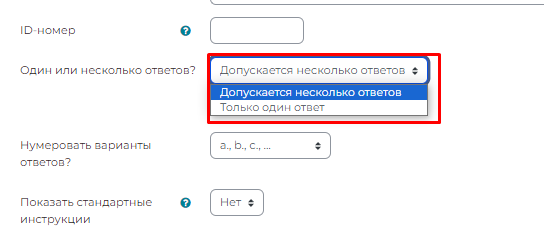 ID-номер
Один или несколько ответов? Допускается несколько ответов
Допускается несколько ответов
Только один ответ
Нумеровать варианты ответов? a., b., c., ...
Показать стандартные инструкции Нет